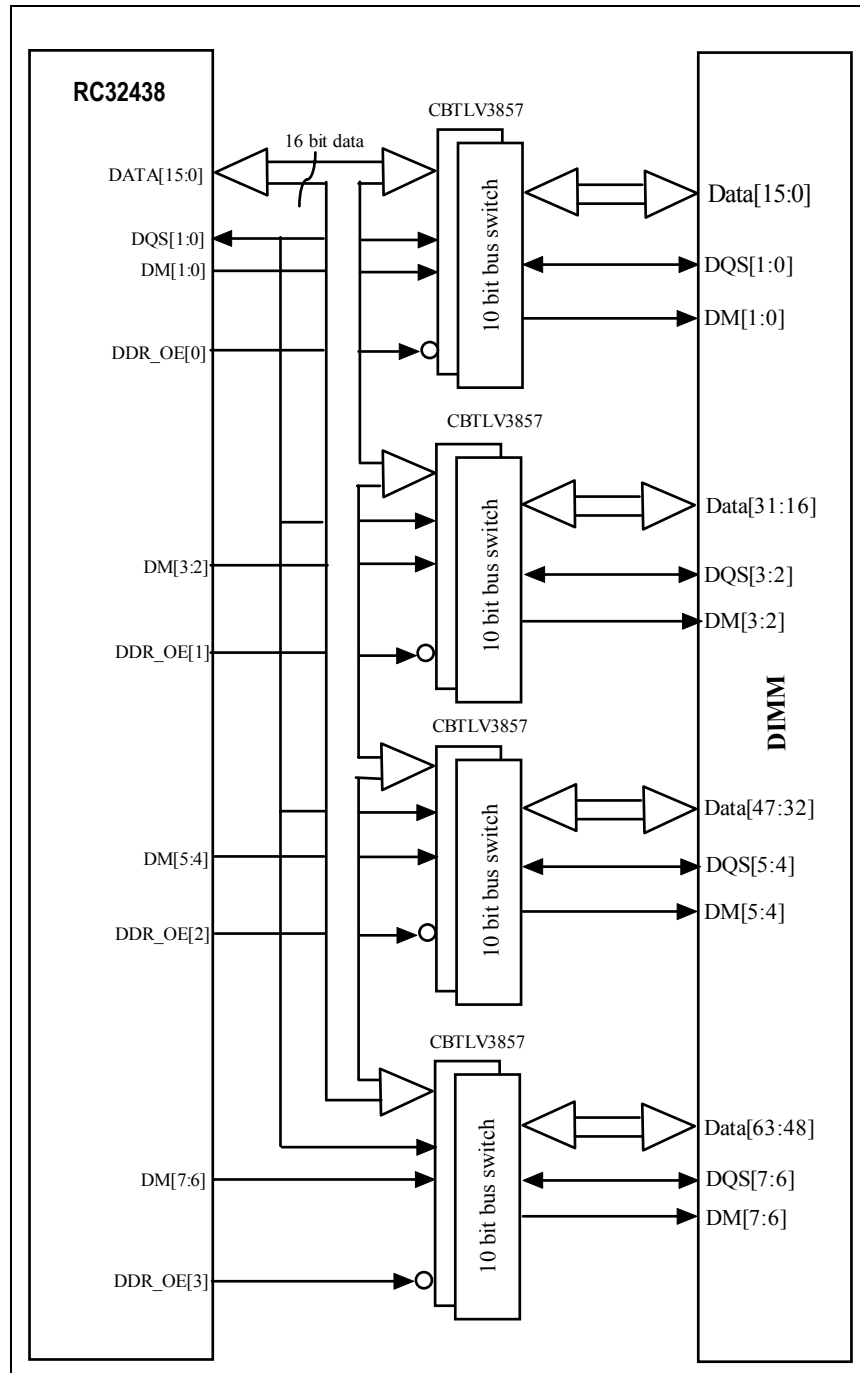 RC32438
CBTLV3857
16 bit data
DATA[15:0]
Data[15:0]
DQS[1:0]
DQS[1:0]
DM[1:0]
10 bit bus switch
DM[1:0]
DDR_OE[0]
CBTLV3857
Data[31:16]
DM[3:2]
10 bit bus switch
DQS[3:2]
DM[3:2]
DDR_OE[1]
DIMM
CBTLV3857
Data[47:32]
DM[5:4]
10 bit bus switch
DQS[5:4]
DM[5:4]
DDR_OE[2]
CBTLV3857
Data[63:48]
DM[7:6]
10 bit bus switch
DQS[7:6]
DM[7:6]
DDR_OE[3]